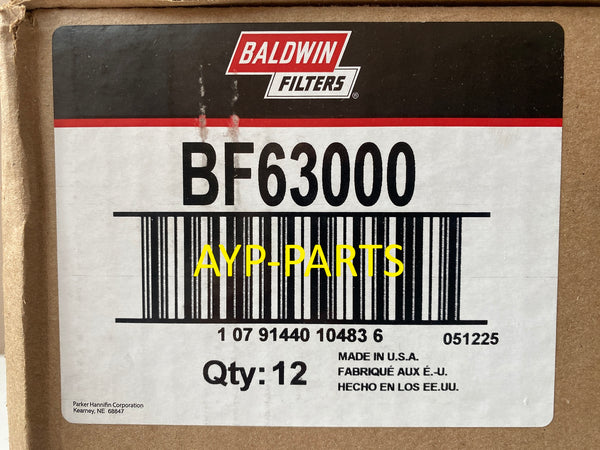 BALDWIN
FILTERS
®
BF63000
AYP-PARTS
1 07 91440 10483 6
051225
Qty: 12
MADE IN U.S.A.
FABRIQUÉ AUX É.-U.
HECHO EN LOS EE.UU.
Parker Hannifin Corporation
Kearney, NE 68847